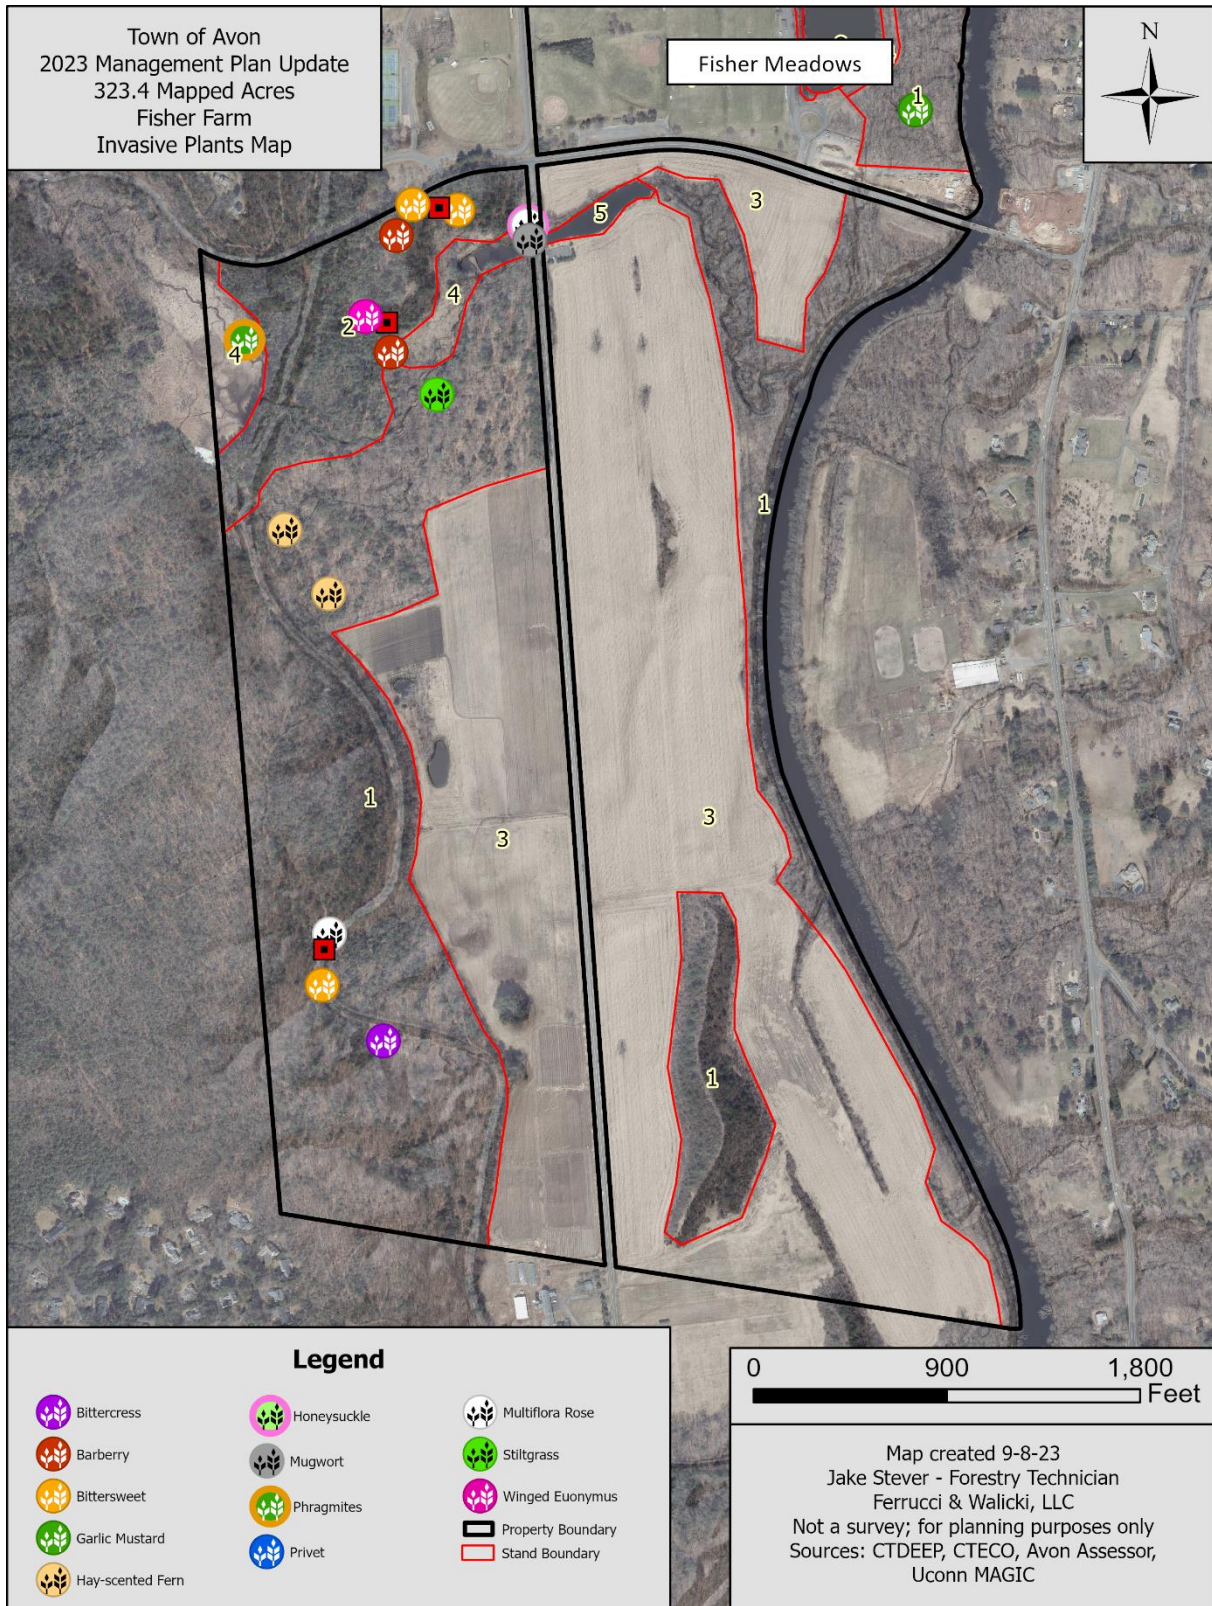 Town of Avon
2023 Management Plan Update
323.4 Mapped Acres
Fisher Farm
Invasive Plants Map
Fisher Meadows
N
1
3
5
4
2
4
1
1
3
3
1
Legend
Bittercress
Barberry
Bittersweet
Garlic Mustard
Hay-scented Fern
Honeysuckle
Mugwort
Phragmites
Privet
Multiflora Rose
Stiltgrass
Winged Euonymus
Property Boundary
Stand Boundary
0 900 1,800
Feet
Map created 9-8-23
Jake Stever - Forestry Technician
Ferrucci & Walicki, LLC
Not a survey; for planning purposes only
Sources: CTDEEP, CTECO, Avon Assessor,
Uconn MAGIC